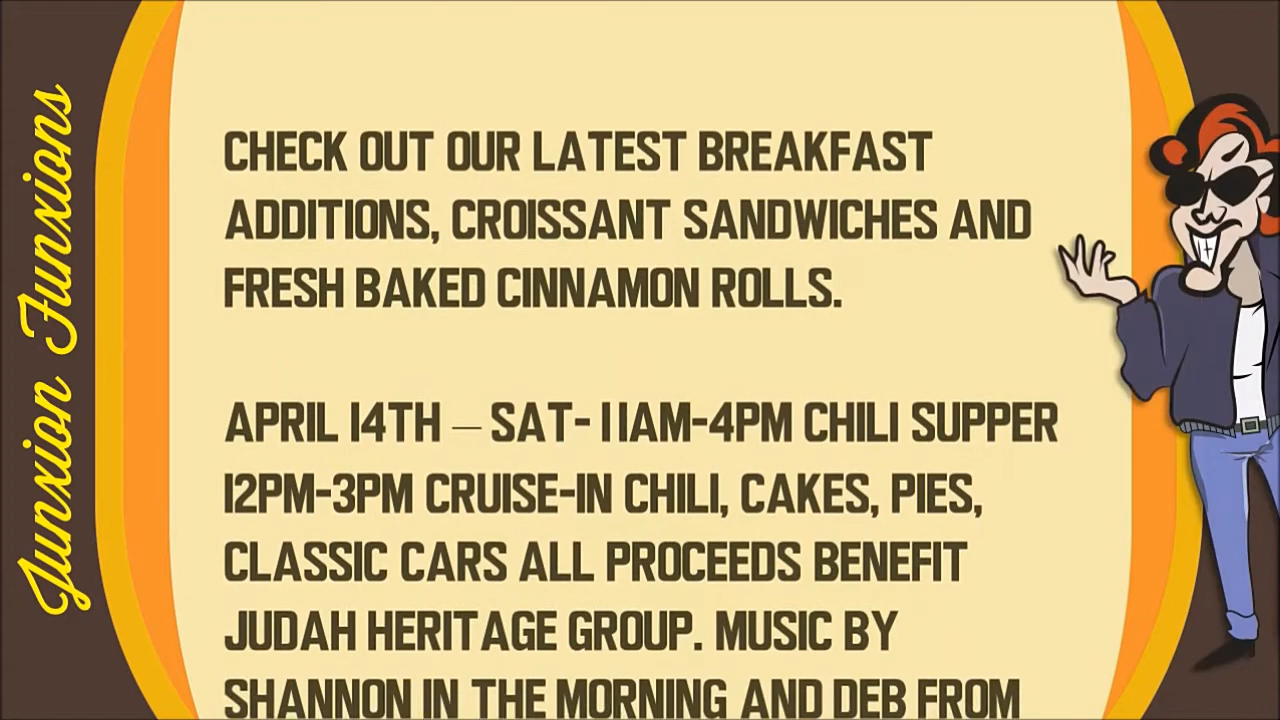 Junxion Funxions
CHECK OUT OUR LATEST BREAKFAST
ADDITIONS, CROISSANT SANDWICHES AND
FRESH BAKED CINNAMON ROLLS.
APRIL 14TH – SAT- 11AM-4PM CHILI SUPPER
12PM-3PM CRUISE-IN CHILI, CAKES, PIES,
CLASSIC CARS ALL PROCEEDS BENEFIT
JUDAH HERITAGE GROUP. MUSIC BY
SHANNON IN THE MORNING AND DEB FROM